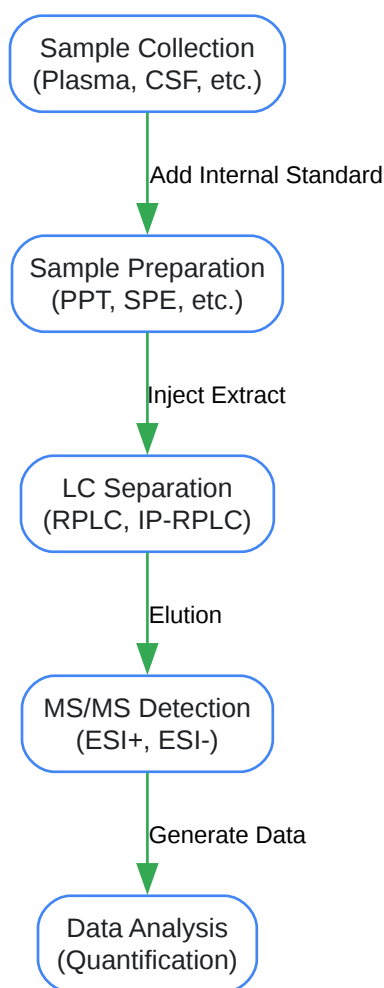 Sample Collection
(Plasma, CSF, etc.)
Add Internal Standard
Sample Preparation
(PPT, SPE, etc.)
Inject Extract
LC Separation
(RPLC, IP-RPLC)
Elution
MS/MS Detection
(ESI+, ESI-)
Generate Data
Data Analysis
(Quantification)